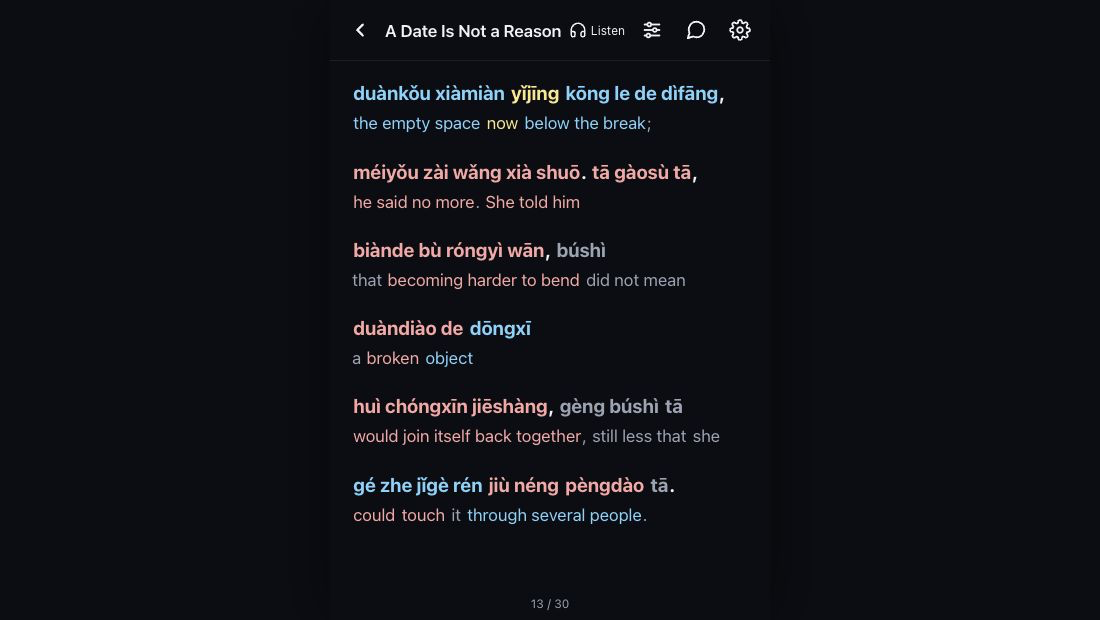 A Date Is Not a Reason Listen
duànkǒu xiàmiàn yǐjīng kōng le de dìfāng,
the empty space now below the break;
méiyǒu zài wǎng xià shuō. tā gàosù tā,
he said no more. She told him
biànde bù róngyì wān, búshì
that becoming harder to bend did not mean
duàndiào de dōngxī
a broken object
huì chóngxīn jiēshàng, gèng búshì tā
would join itself back together, still less that she
gé zhe jǐgè rén jiù néng pèngdào tā.
could touch it through several people.
13 / 30